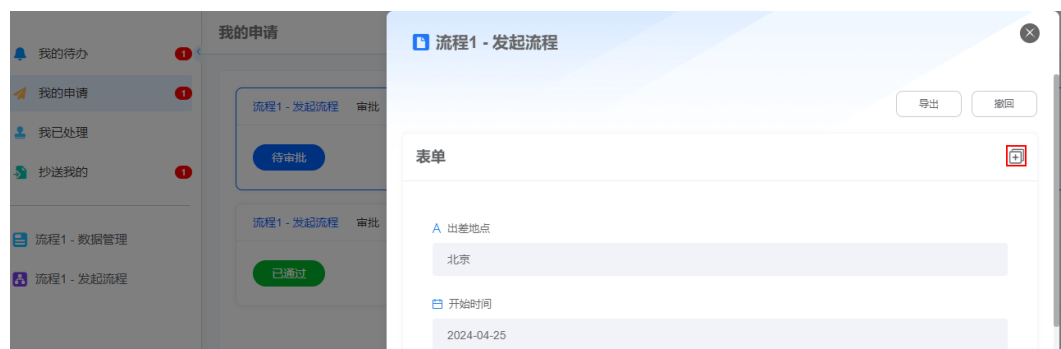 我的待办 1
我的申请 1
我已处理
抄送我的 1
流程1 - 数据管理
流程1 - 发起流程
我的申请
流程1 - 发起流程 审批
待审批
流程1 - 发起流程 审批
已通过
流程1 - 发起流程
导出 撤回
表单
A 出差地点
北京
开始时间
2024-04-25